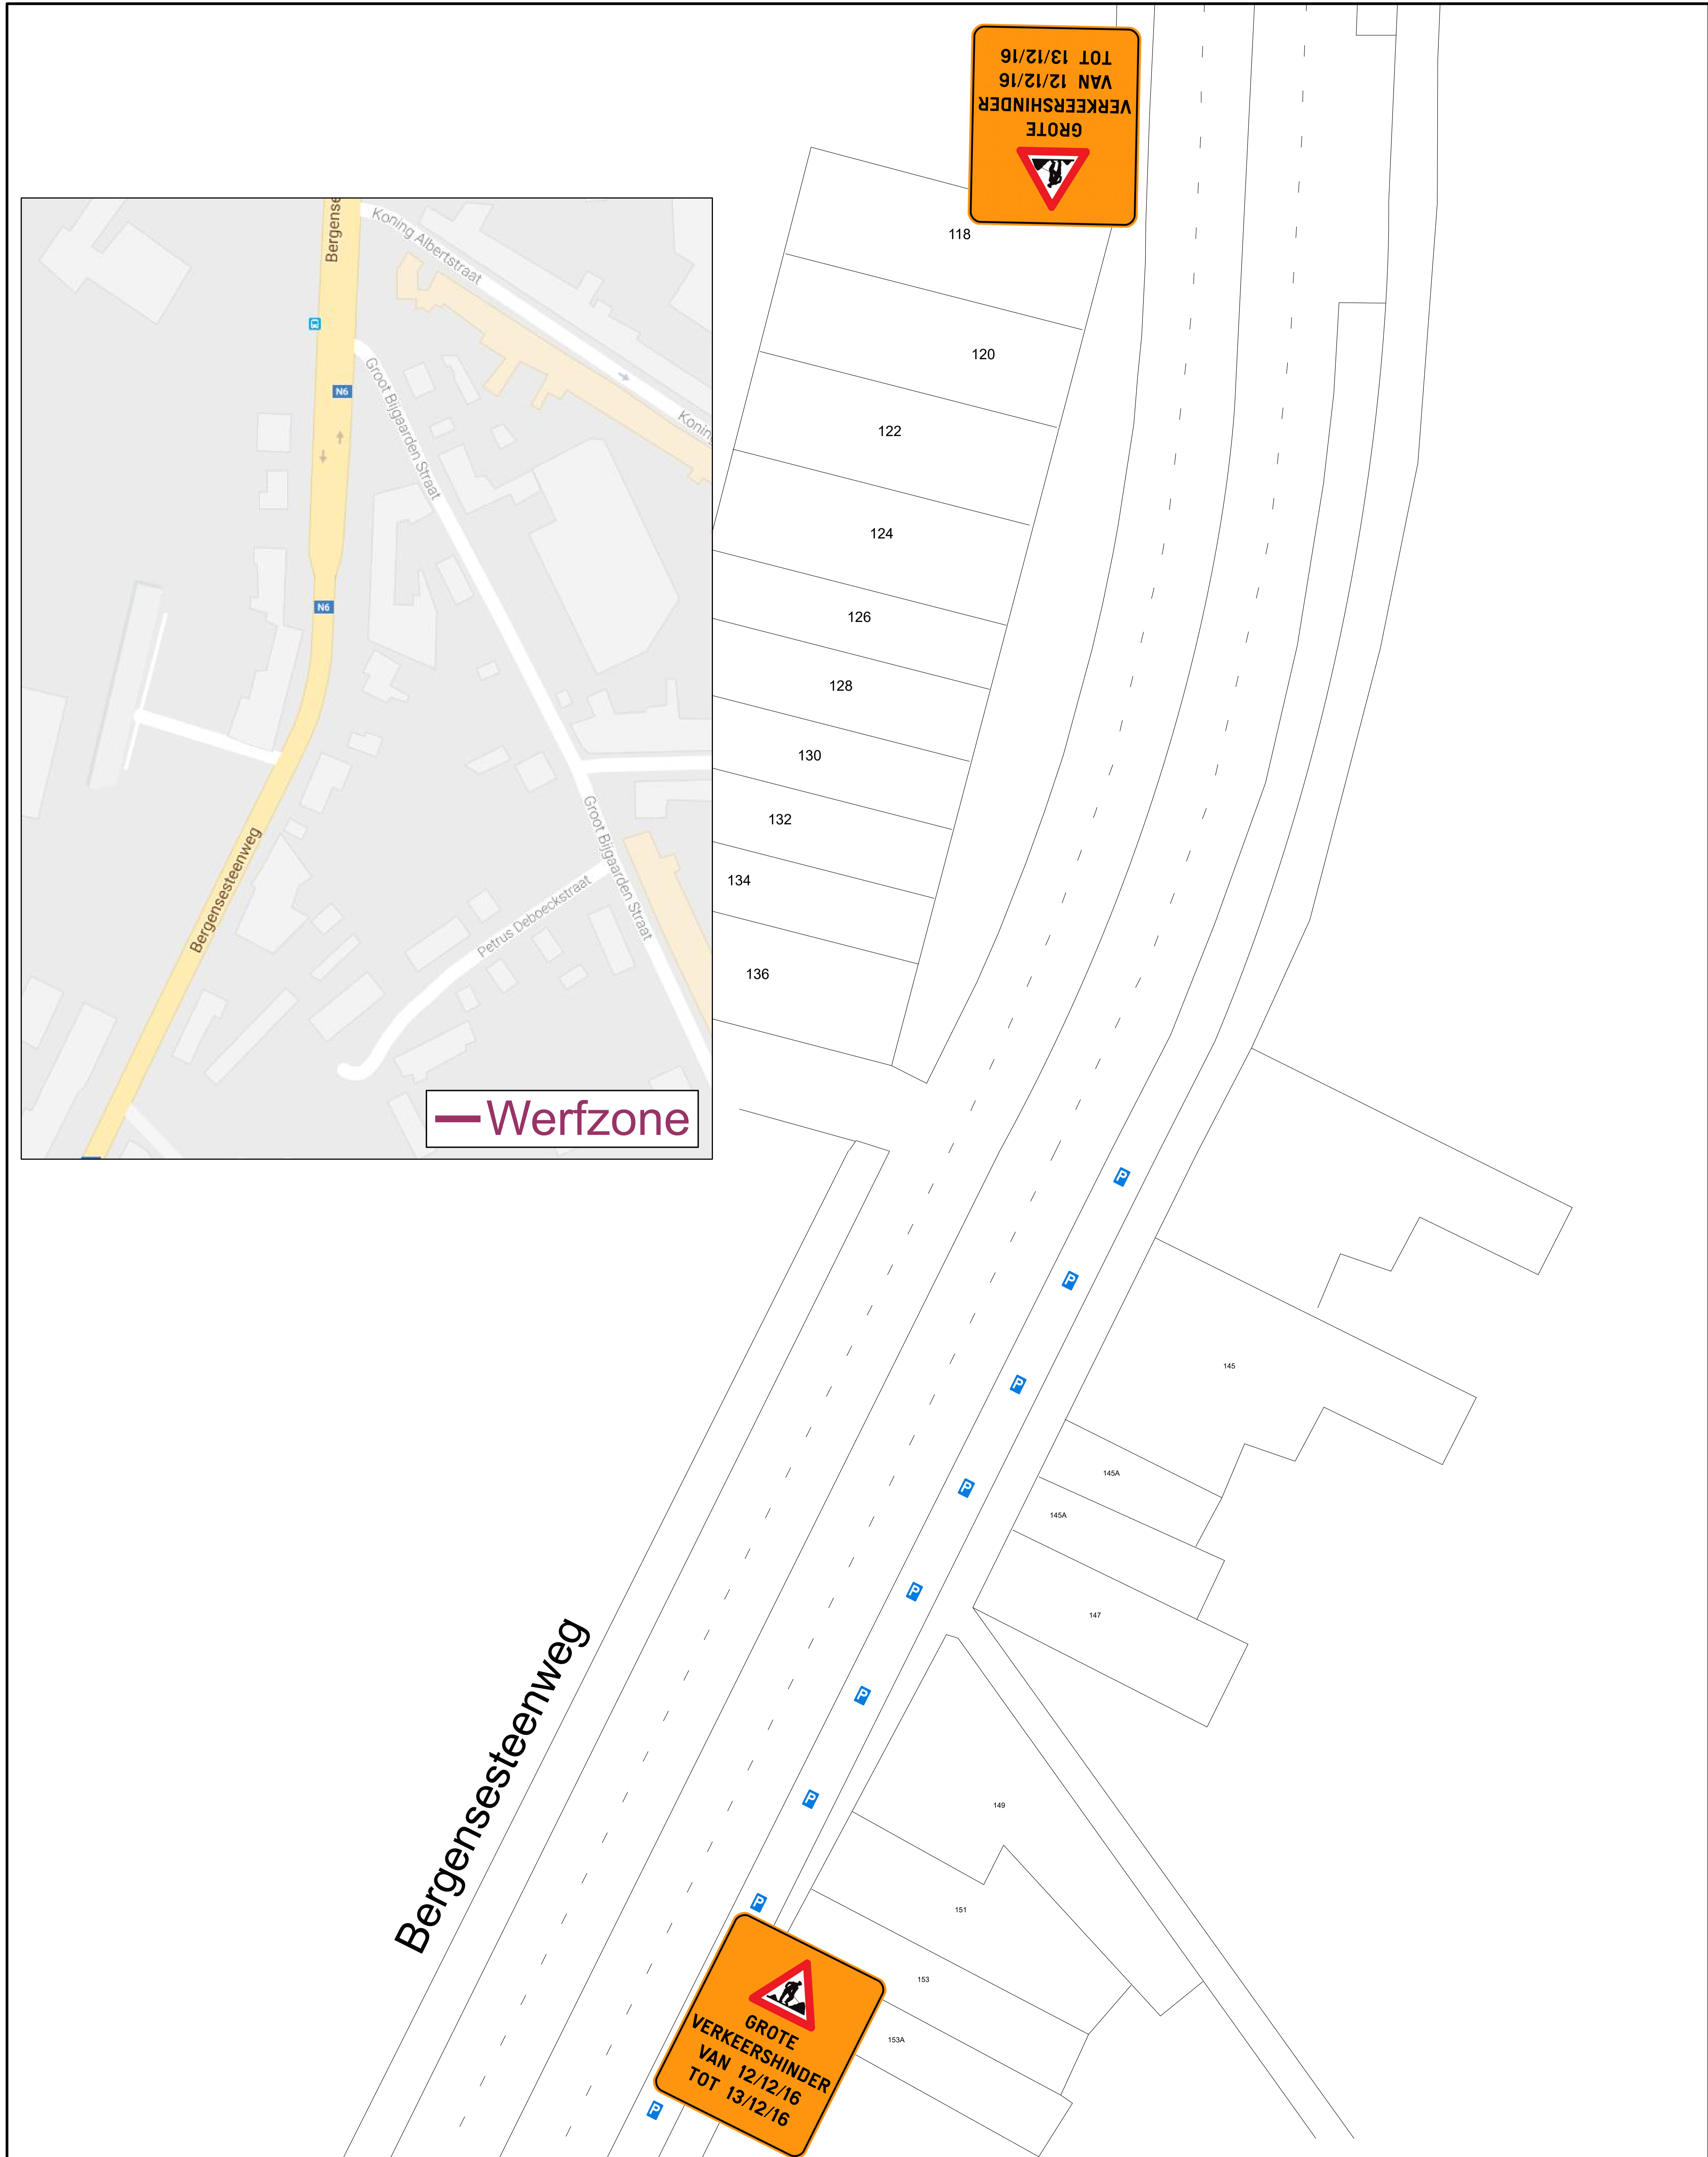 GROTE
VERKEERSHINDER
VAN 12/12/16
TOT 13/12/16
118
120
122
124
126
128
130
132
134
136
Bergense
Koning Albertstraat
N6
Groot Bijgaarden Straat
Koning
N6
Bergensesteenweg
Groot Bijgaarden Straat
Petrus Deboeckstraat
Werfzone
P
P
145
P
145A
P
145A
P
147
P
Bergensesteenweg
P
149
P
151
153
153A
GROTE
VERKEERSHINDER
VAN 12/12/16
TOT 13/12/16
P